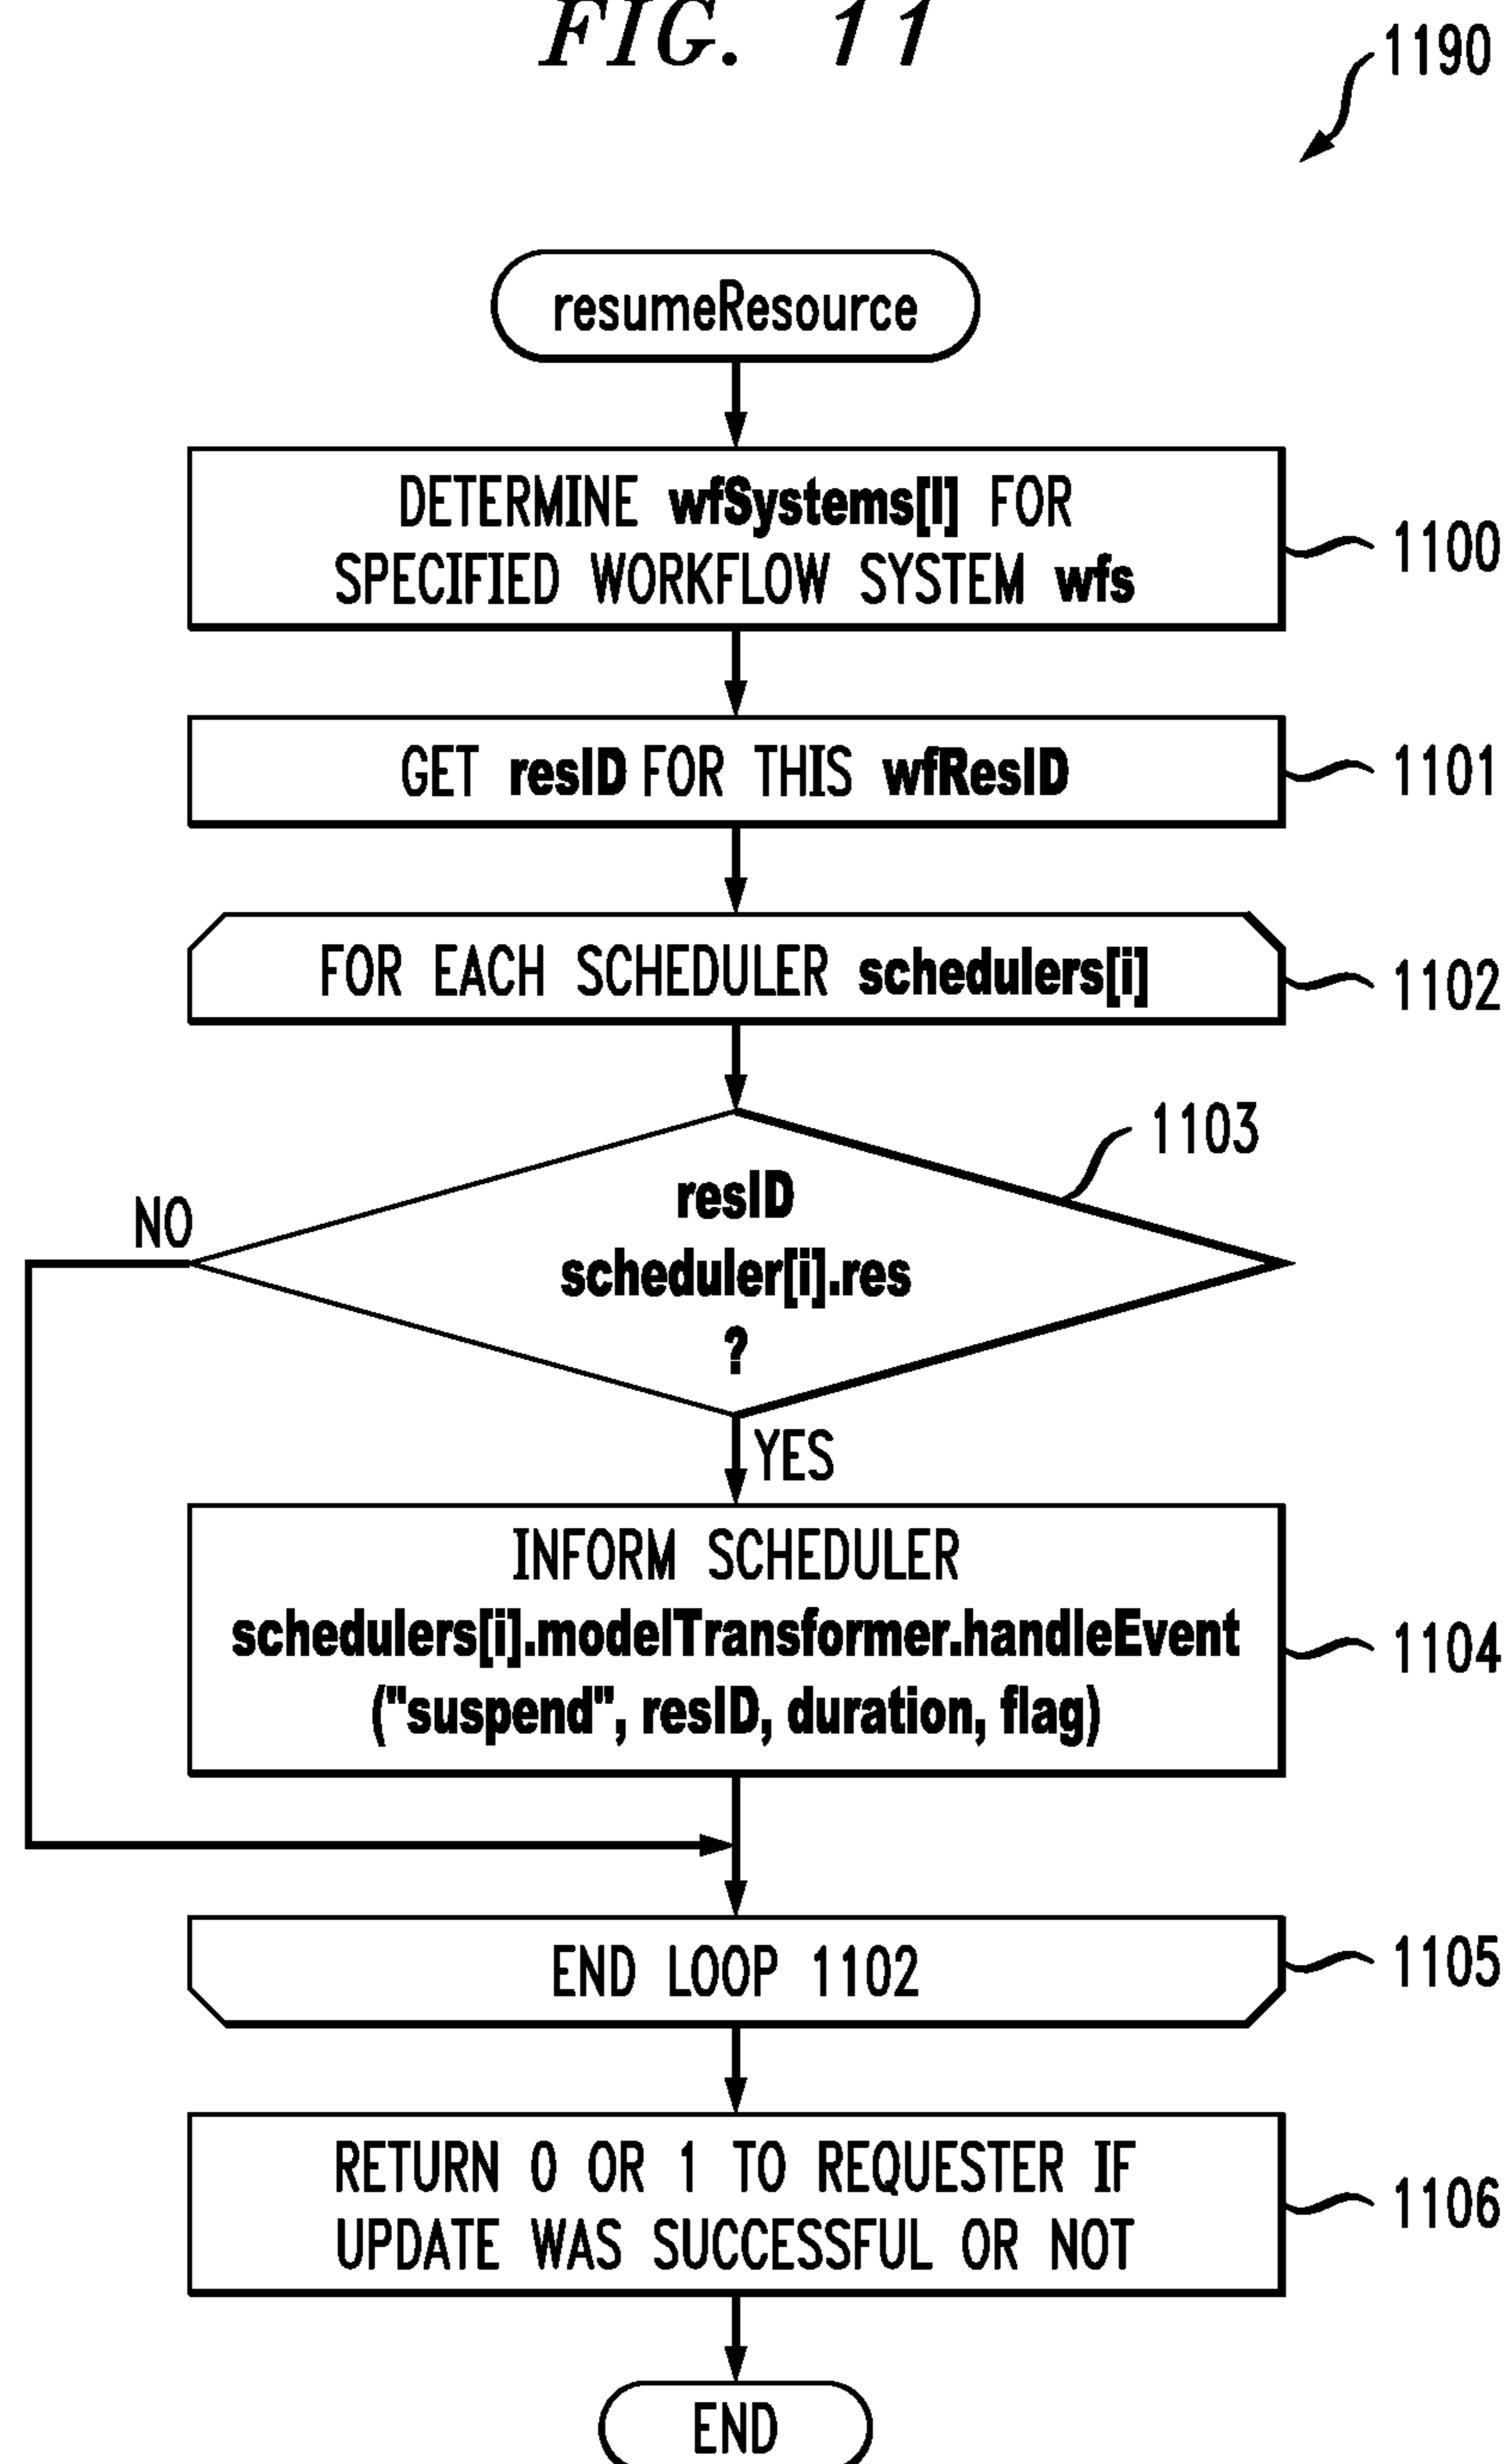 FIG. 11
1190
resumeResource
DETERMINE wfSystems[l] FOR
SPECIFIED WORKFLOW SYSTEM wfs
1100
GET resID FOR THIS wfResID
1101
FOR EACH SCHEDULER schedulers[i]
1102
1103
resID
scheduler[i].res
?
NO
YES
INFORM SCHEDULER
schedulers[i].modelTransformer.handleEvent
("suspend", resID, duration, flag)
1104
END LOOP 1102
1105
RETURN 0 OR 1 TO REQUESTER IF
UPDATE WAS SUCCESSFUL OR NOT
1106
END